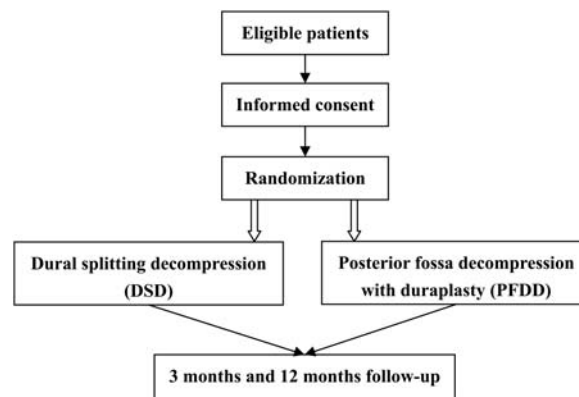 Eligible patients
Informed consent
Randomization
Dural splitting decompression
(DSD)
Posterior fossa decompression
with duraplasty (PFDD)
3 months and 12 months follow-up